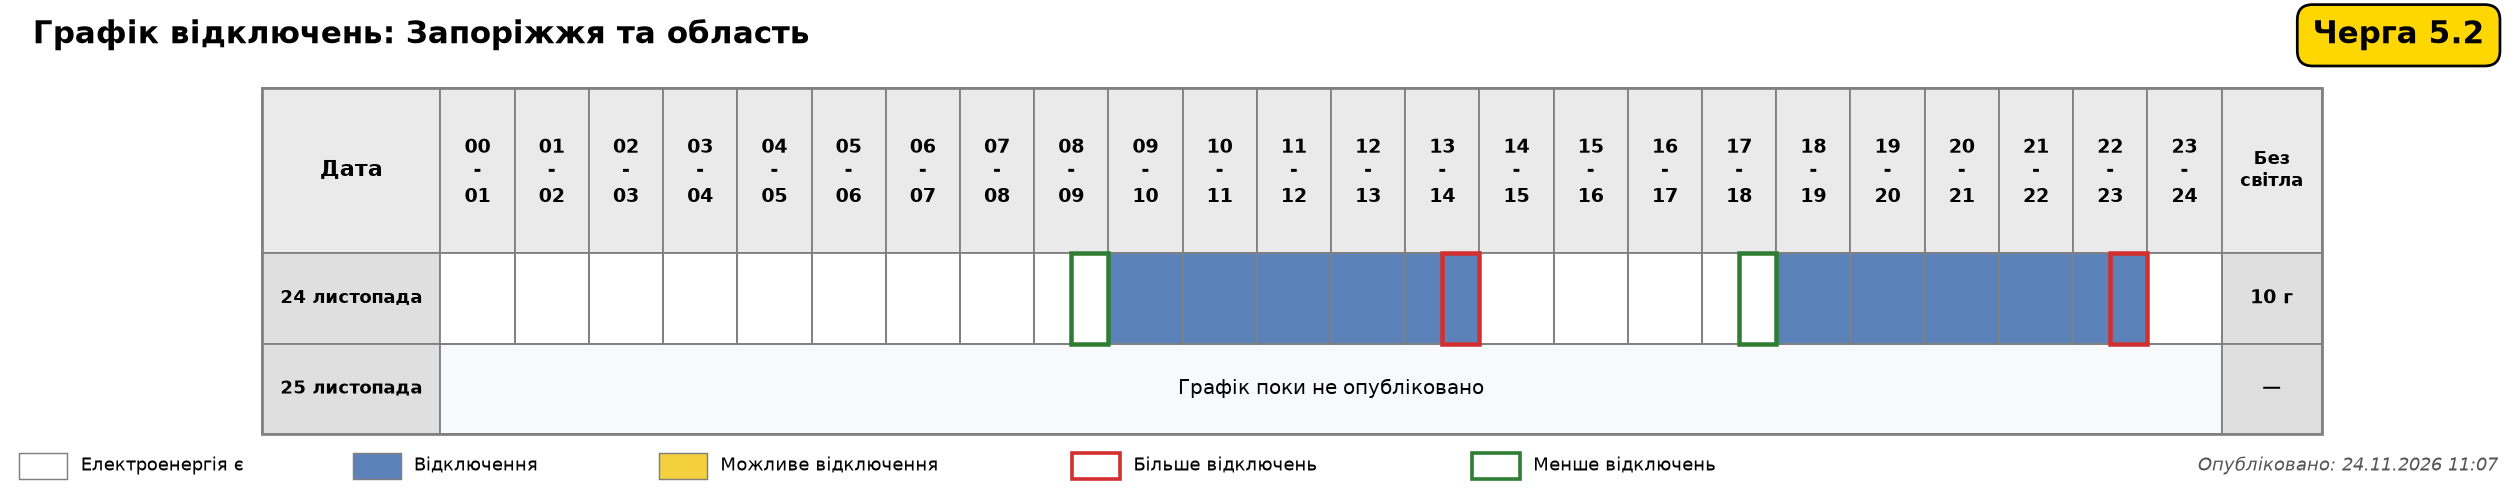 Графік відключень: Запоріжжя та область
Черга 5.2
Дата
00 - 01
01 - 02
02 - 03
03 - 04
04 - 05
05 - 06
06 - 07
07 - 08
08 - 09
09 - 10
10 - 11
11 - 12
12 - 13
13 - 14
14 - 15
15 - 16
16 - 17
17 - 18
18 - 19
19 - 20
20 - 21
21 - 22
22 - 23
23 - 24
Без
світла
24 листопада
10 г
25 листопада
Графік поки не опубліковано
—
Електроенергія є
Відключення
Можливе відключення
Більше відключень
Менше відключень
Опубліковано: 24.11.2026 11:07